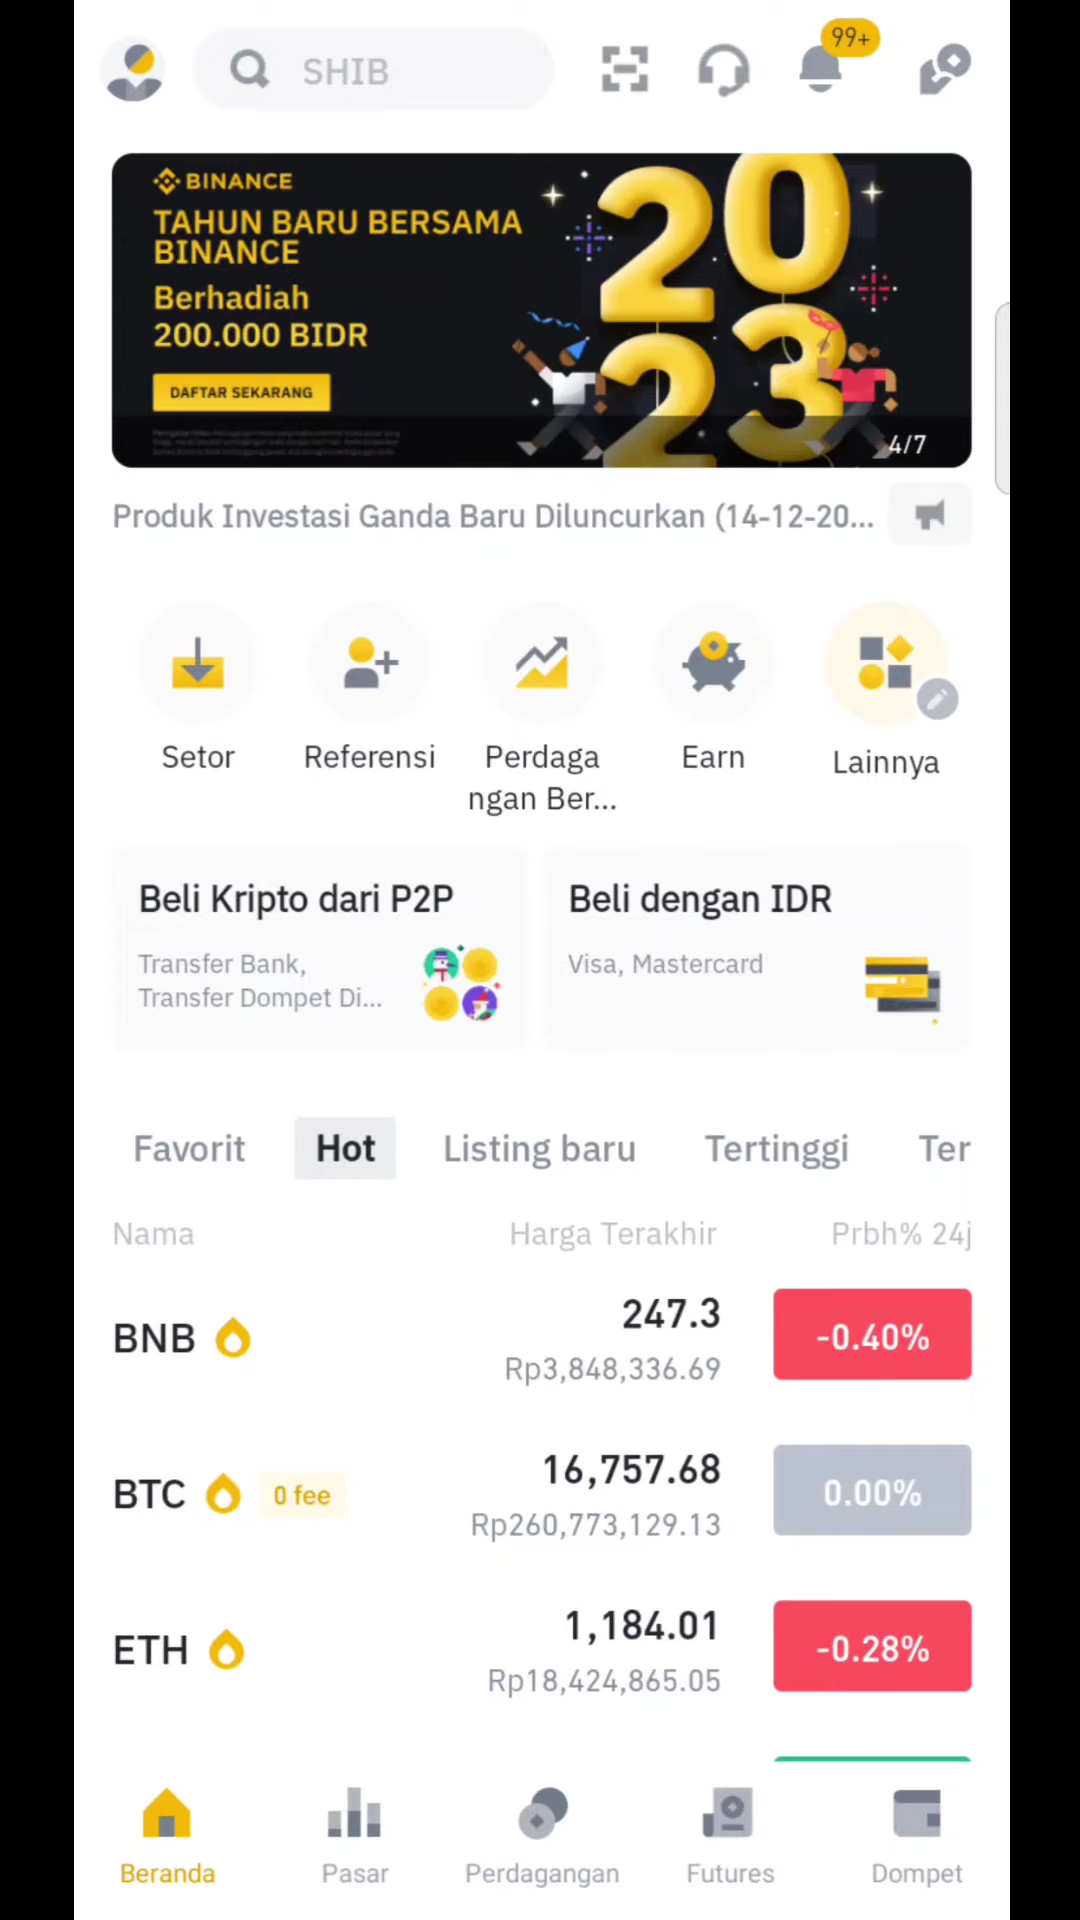 SHIB
99+
BINANCE
TAHUN BARU BERSAMA
BINANCE
Berhadiah
200.000 BIDR
DAFTAR SEKARANG
2023
4/7
Produk Investasi Ganda Baru Diluncurkan (14-12-20...
Setor
Referensi
Perdaga
ngan Ber...
Earn
Lainnya
Beli Kripto dari P2P
Transfer Bank,
Transfer Dompet Di...
Beli dengan IDR
Visa, Mastercard
Favorit Hot Listing baru Tertinggi Ter
Nama Harga Terakhir Prbh% 24j
BNB 247.3 -0.40%
Rp3,848,336.69
BTC 0 fee 16,757.68 0.00%
Rp260,773,129.13
ETH 1,184.01 -0.28%
Rp18,424,865.05
Beranda Pasar Perdagangan Futures Dompet